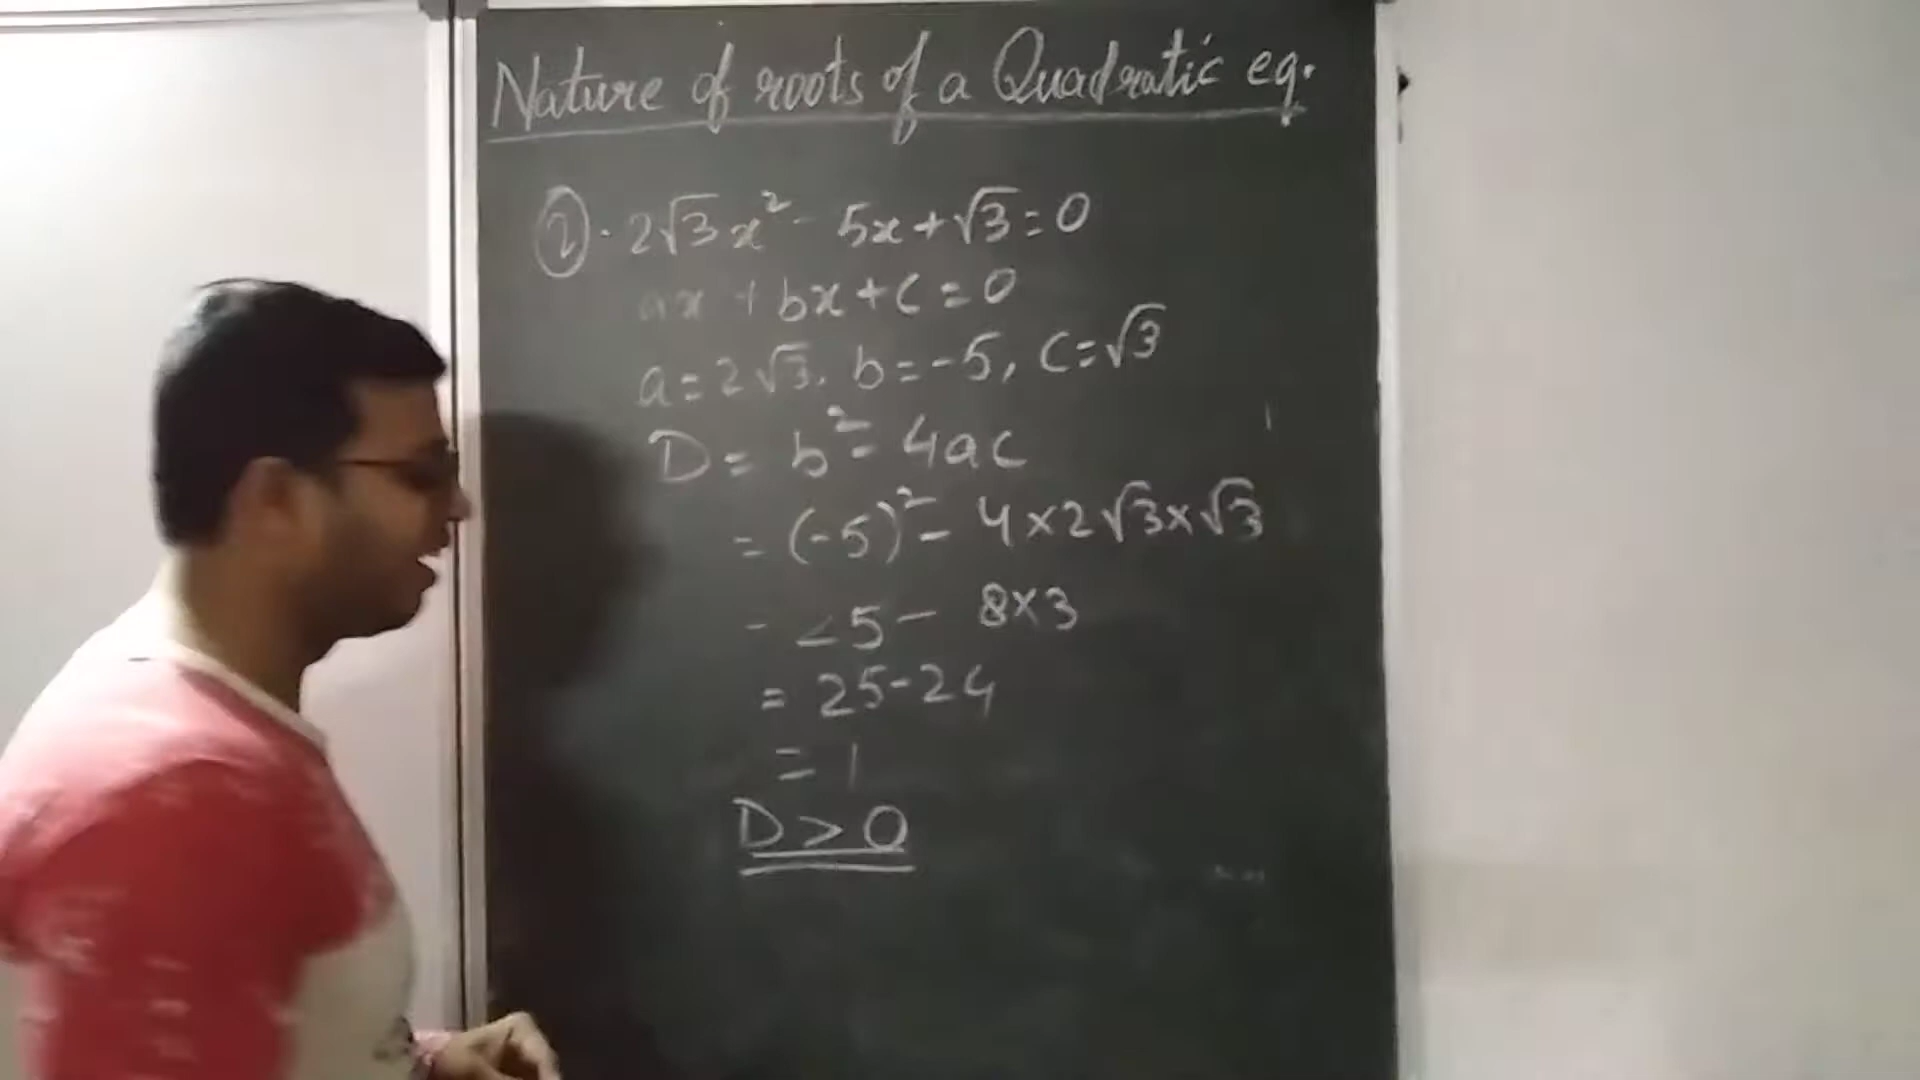 Nature of roots of a Quadratic eq.
②. 2√3x² - 5x + √3 = 0
ax + bx + c = 0
a = 2√3, b = -5, c = √3
D = b² - 4ac
= (-5)² - 4×2√3×√3
- 25 - 8×3
= 25 - 24
= 1
D > 0